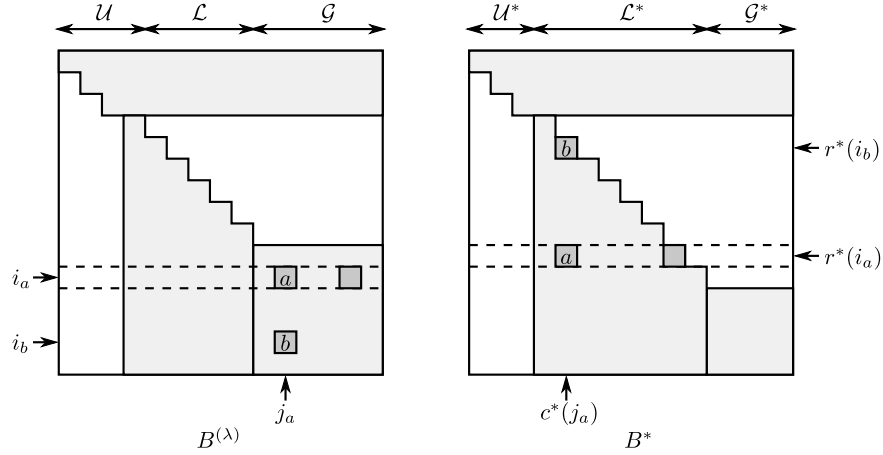 𝒰 ℒ 𝒢 𝒰* ℒ* 𝒢*
b r*(i_b)
i_a a a r*(i_a)
i_b b
j_a c*(j_a)
B^(λ) B*